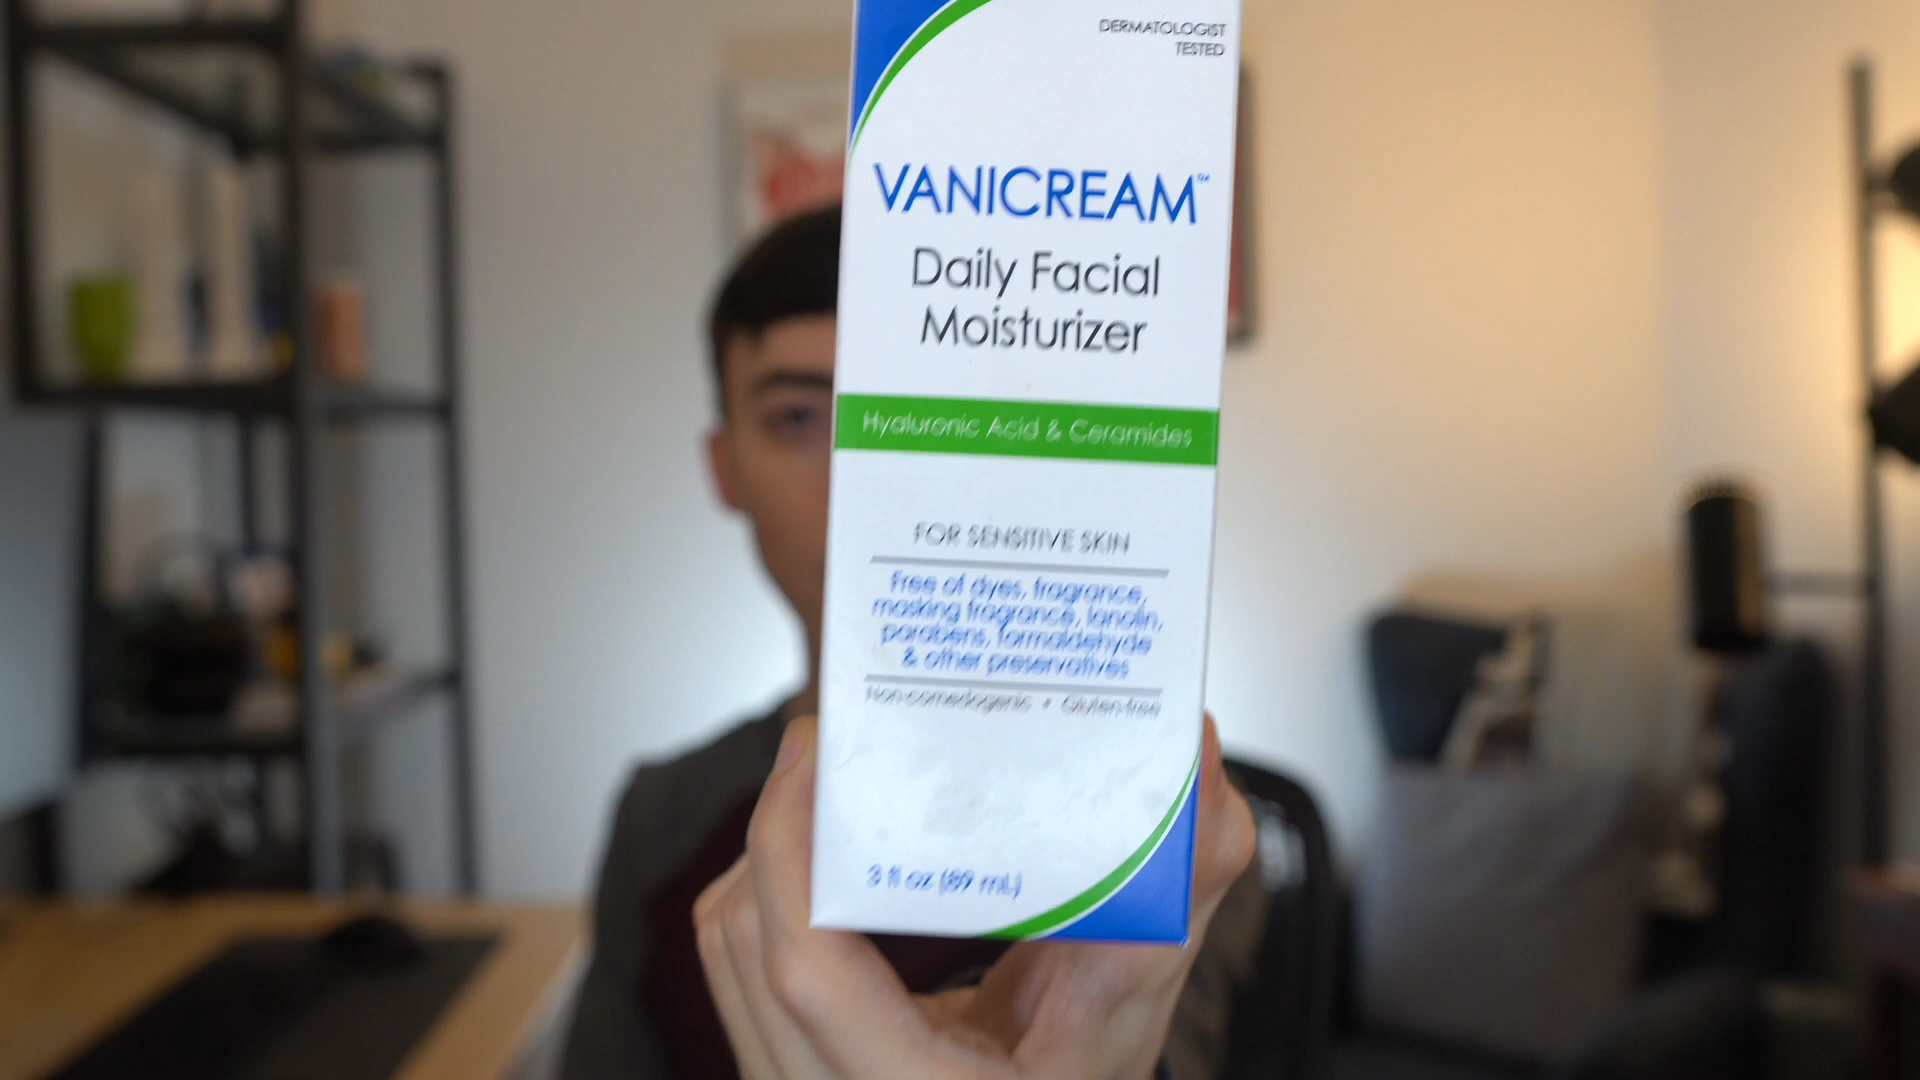 DERMATOLOGIST
TESTED
VANICREAM™
Daily Facial
Moisturizer
Hyaluronic Acid & Ceramides
FOR SENSITIVE SKIN
Free of dyes, fragrance,
masking fragrance, lanolin,
parabens, formaldehyde
& other preservatives
Non-comedogenic • Gluten-free
3 fl oz (89 mL)